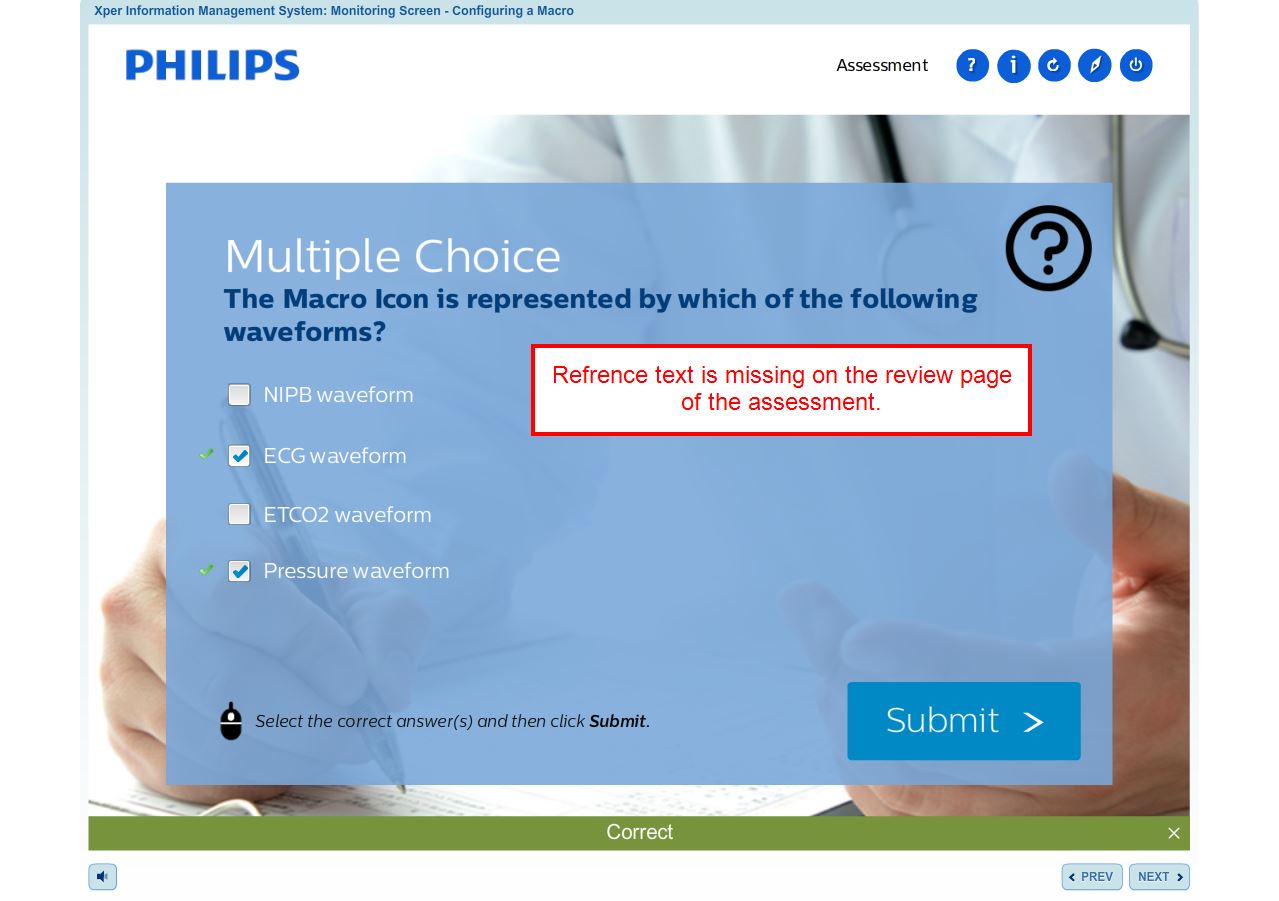 Xper Information Management System: Monitoring Screen - Configuring a Macro
PHILIPS
Assessment
?
i
Multiple Choice
?
The Macro Icon is represented by which of the following
waveforms?
Refrence text is missing on the review page
of the assessment.
NIPB waveform
ECG waveform
ETCO2 waveform
Pressure waveform
Select the correct answer(s) and then click Submit.
Submit >
Correct
PREV
NEXT